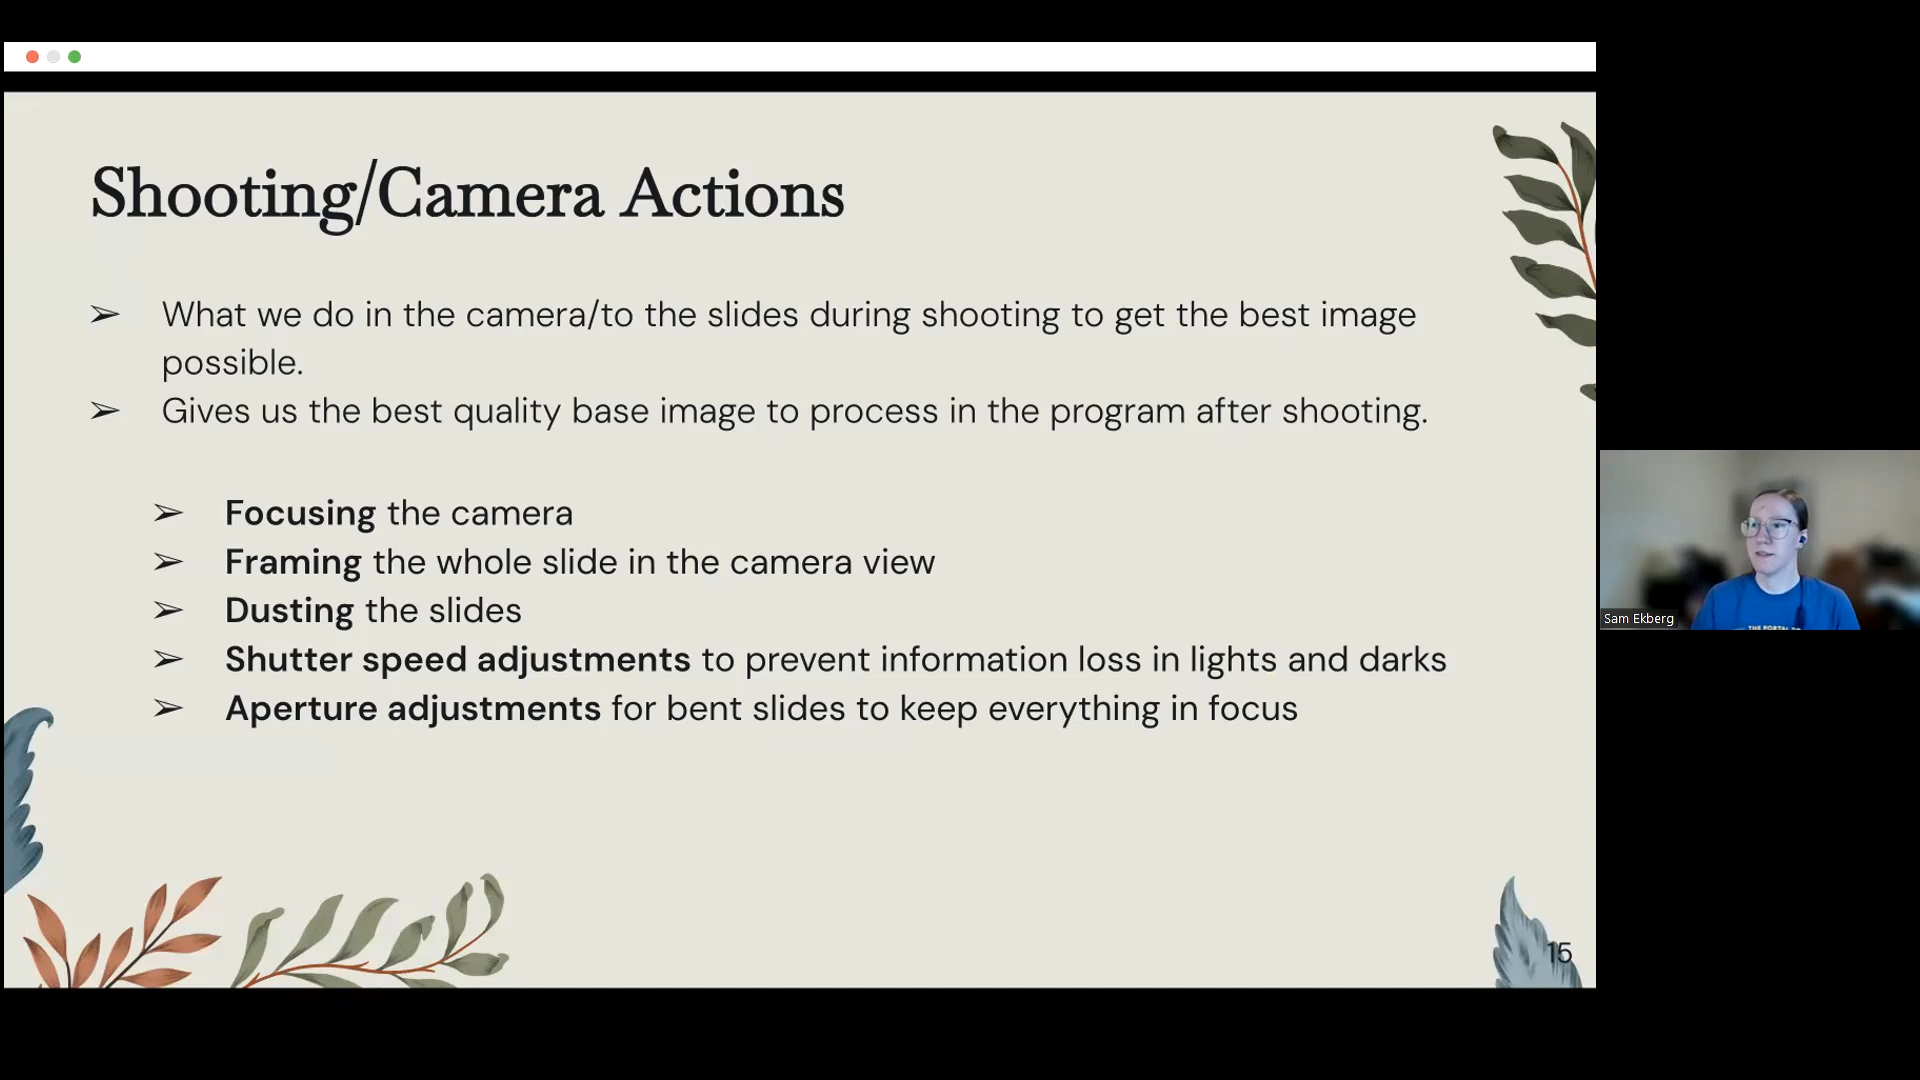 Shooting/Camera Actions
➢ What we do in the camera/to the slides during shooting to get the best image
possible.
➢ Gives us the best quality base image to process in the program after shooting.
➢ Focusing the camera
➢ Framing the whole slide in the camera view
➢ Dusting the slides
➢ Shutter speed adjustments to prevent information loss in lights and darks
➢ Aperture adjustments for bent slides to keep everything in focus
15
Sam Ekberg